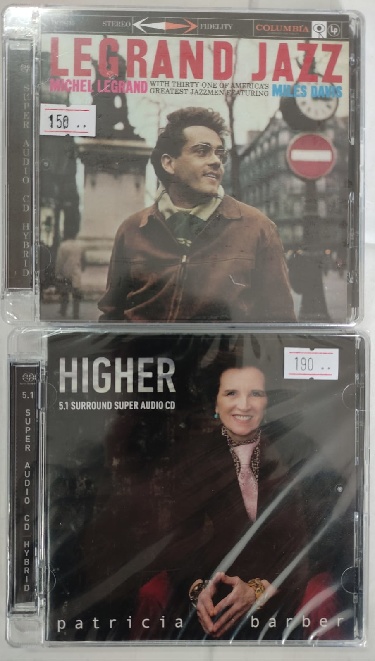 STEREO FIDELITY COLUMBIA
LEGRAND JAZZ
MICHEL LEGRAND WITH THIRTY-ONE OF AMERICA'S GREATEST JAZZMEN FEATURING MILES DAVIS
150 ..
SUPER AUDIO CD HYBRID
HIGHER
5.1 SURROUND SUPER AUDIO CD
190 ..
5.1
SUPER AUDIO CD HYBRID
patricia barber